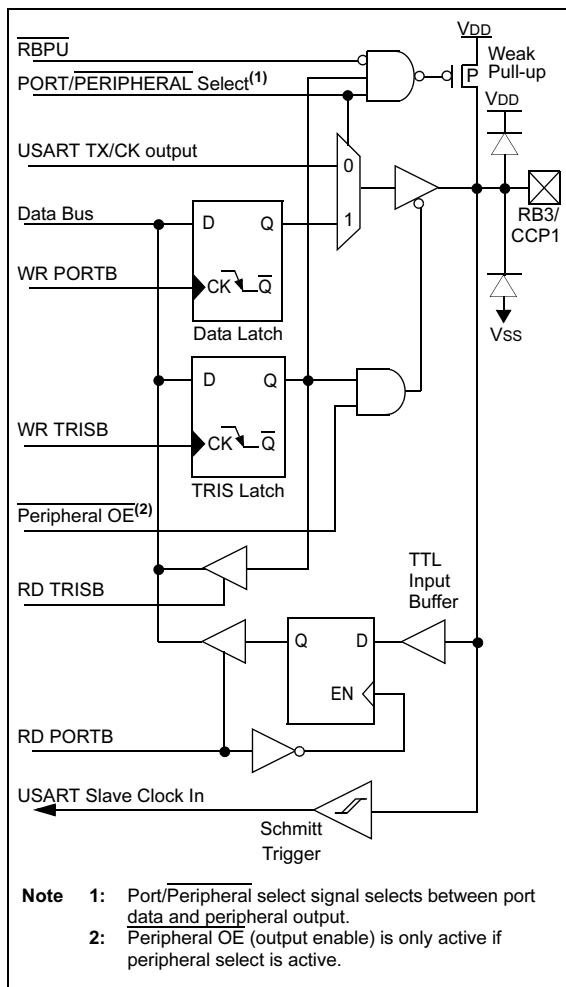 VDD
RBPU
Weak
Pull-up
P
PORT/PERIPHERAL Select(1)
VDD
USART TX/CK output
0
Data Bus
D Q
1
RB3/
CCP1
WR PORTB
CK Q
VSS
Data Latch
D Q
WR TRISB
CK Q
TRIS Latch
Peripheral OE(2)
TTL
Input
Buffer
RD TRISB
Q D
EN
RD PORTB
USART Slave Clock In
Schmitt
Trigger
Note 1: Port/Peripheral select signal selects between port
data and peripheral output.
2: Peripheral OE (output enable) is only active if
peripheral select is active.